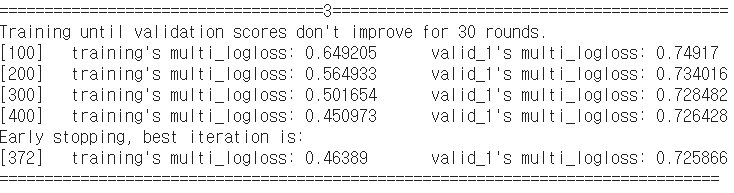 ====================================3============================================
Training until validation scores don't improve for 30 rounds.
[100]	training's multi_logloss: 0.649205	valid_1's multi_logloss: 0.74917
[200]	training's multi_logloss: 0.564933	valid_1's multi_logloss: 0.734016
[300]	training's multi_logloss: 0.501654	valid_1's multi_logloss: 0.728482
[400]	training's multi_logloss: 0.450973	valid_1's multi_logloss: 0.726428
Early stopping, best iteration is:
[372]	training's multi_logloss: 0.46389	valid_1's multi_logloss: 0.725866
================================================================================